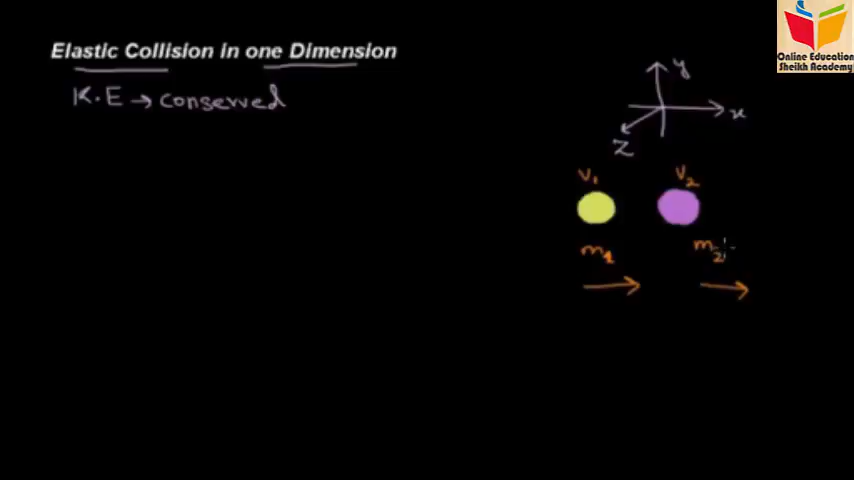 Elastic Collision in one Dimension
K.E → conserved
y
x
z
v₁ v₂
m₁ m₂
Online Education
Sheikh Academy